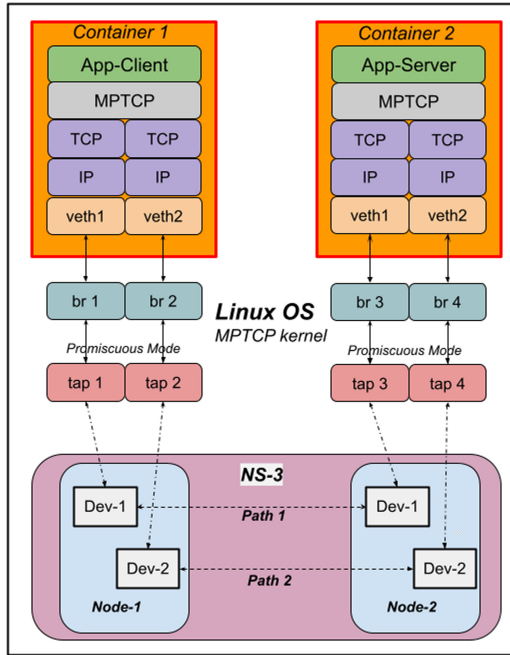 Container 1 Container 2
App-Client App-Server
MPTCP MPTCP
TCP TCP TCP TCP
IP IP IP IP
veth1 veth2 veth1 veth2
br 1 br 2 br 3 br 4
Linux OS
MPTCP kernel
Promiscuous Mode Promiscuous Mode
tap 1 tap 2 tap 3 tap 4
NS-3
Dev-1 Dev-1
Path 1
Dev-2 Dev-2
Path 2
Node-1 Node-2